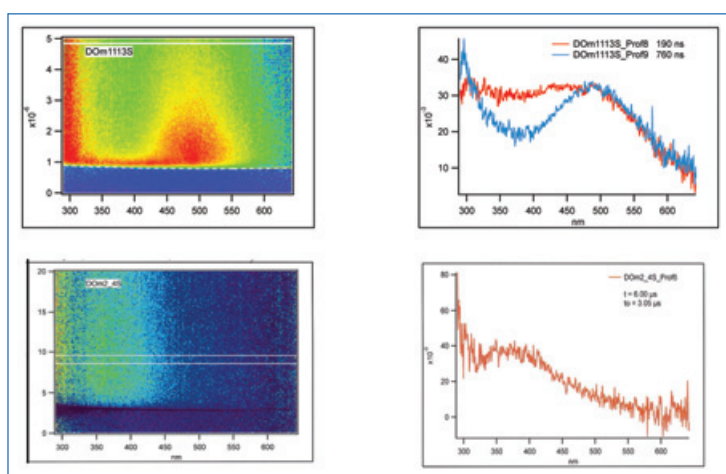 DOm1113S
5
4
3
2
1
0
x10⁻⁶
300 350 400 450 500 550 600
nm
DOm1113S_Prof8 190 ns
DOm1113S_Prof9 760 ns
40
30
20
10
x10⁻³
300 350 400 450 500 550 600
nm
DOm2_4S
20
15
10
5
0
290 300 350 400 450 500 550 600
nm
DOm2_4S_Prof6
t = 6.00 µs
to = 3.05 µs
80
60
40
20
0
x10⁻³
300 350 400 450 500 550 600
nm